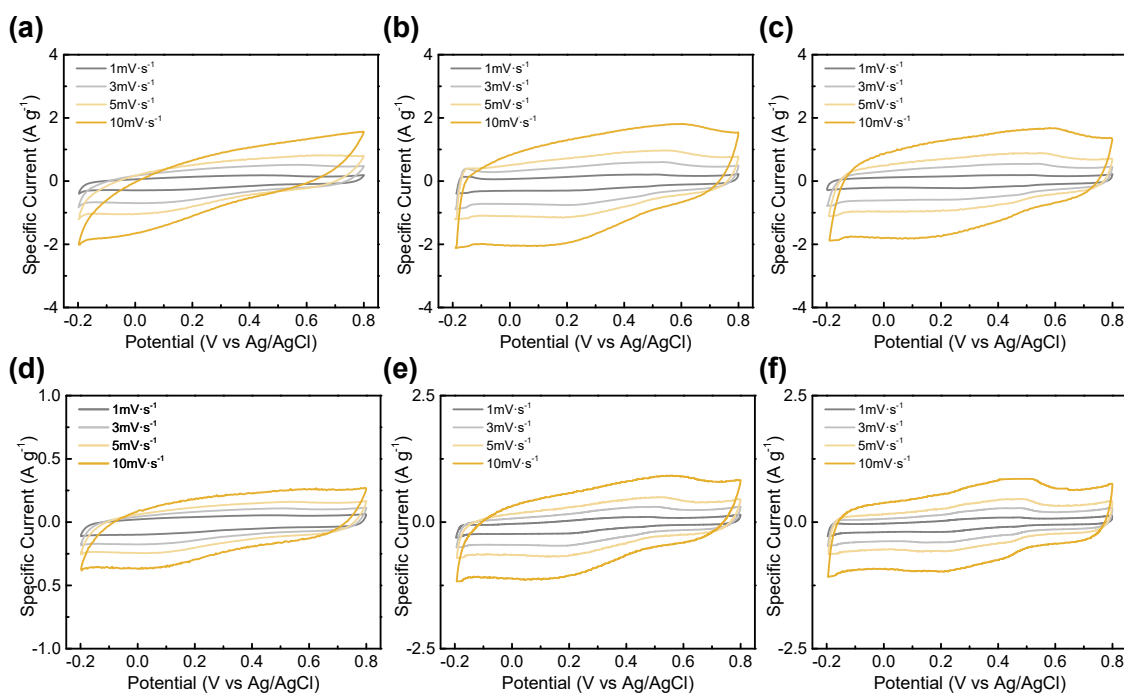 (a)
4
2
0
-2
-4
Specific Current (A g⁻¹)
1mV·s⁻¹
3mV·s⁻¹
5mV·s⁻¹
10mV·s⁻¹
-0.2 0.0 0.2 0.4 0.6 0.8
Potential (V vs Ag/AgCl)
(b)
4
2
0
-2
-4
Specific Current (A g⁻¹)
1mV·s⁻¹
3mV·s⁻¹
5mV·s⁻¹
10mV·s⁻¹
-0.2 0.0 0.2 0.4 0.6 0.8
Potential (V vs Ag/AgCl)
(c)
4
2
0
-2
-4
Specific Current (A g⁻¹)
1mV·s⁻¹
3mV·s⁻¹
5mV·s⁻¹
10mV·s⁻¹
-0.2 0.0 0.2 0.4 0.6 0.8
Potential (V vs Ag/AgCl)
(d)
1.0
0.5
0.0
-0.5
-1.0
Specific Current (A g⁻¹)
1mV·s⁻¹
3mV·s⁻¹
5mV·s⁻¹
10mV·s⁻¹
-0.2 0.0 0.2 0.4 0.6 0.8
Potential (V vs Ag/AgCl)
(e)
2.5
0.0
-2.5
Specific Current (A g⁻¹)
1mV·s⁻¹
3mV·s⁻¹
5mV·s⁻¹
10mV·s⁻¹
-0.2 0.0 0.2 0.4 0.6 0.8
Potential (V vs Ag/AgCl)
(f)
2.5
0.0
-2.5
Specific Current (A g⁻¹)
1mV·s⁻¹
3mV·s⁻¹
5mV·s⁻¹
10mV·s⁻¹
-0.2 0.0 0.2 0.4 0.6 0.8
Potential (V vs Ag/AgCl)